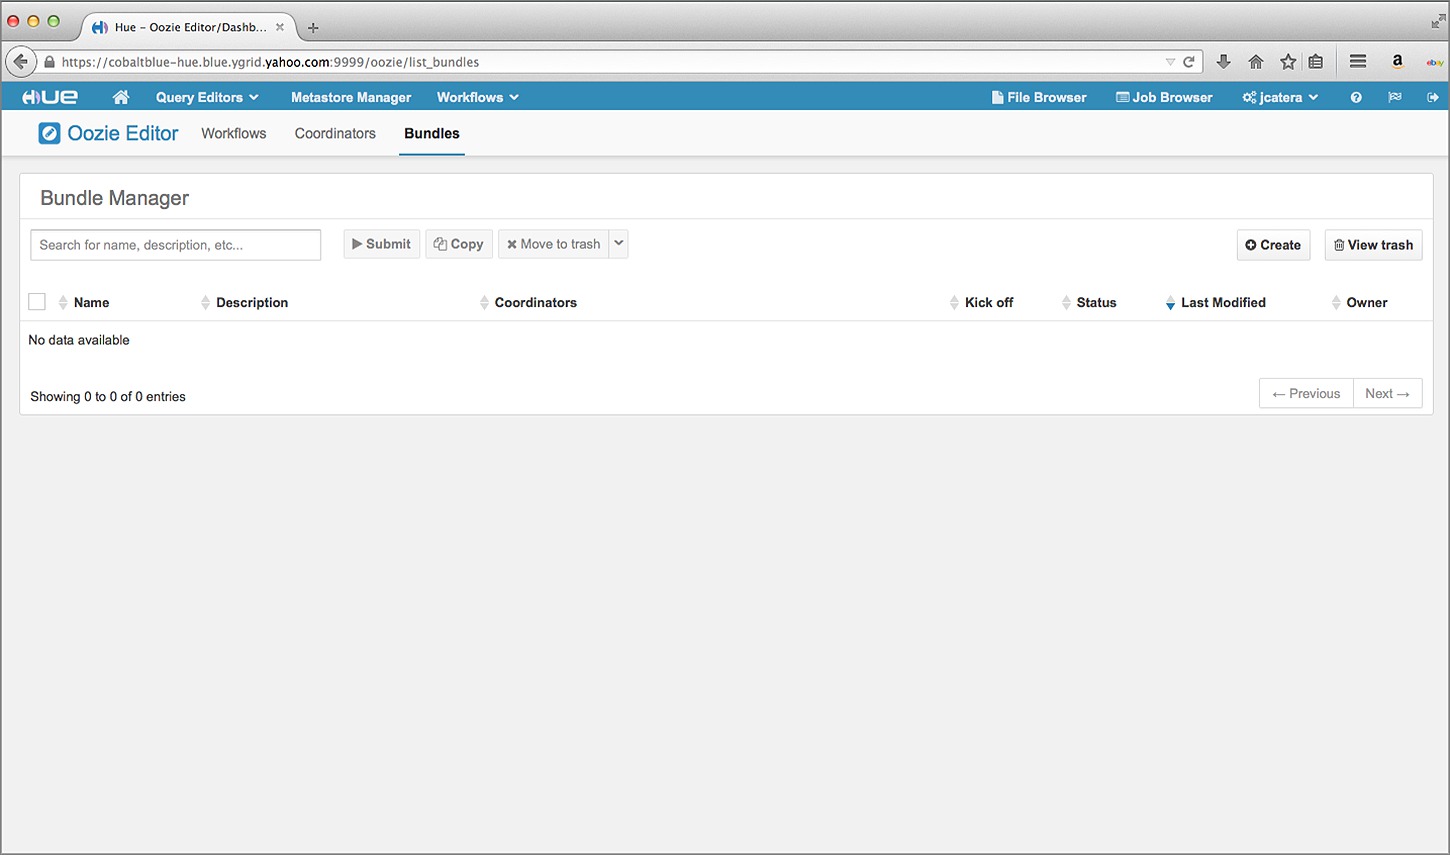 Hue – Oozie Editor/Dashb...
https://cobaltblue-hue.blue.ygrid.yahoo.com:9999/oozie/list_bundles a ebay
HUE Query Editors Metastore Manager Workflows File Browser Job Browser jcatera
Oozie Editor Workflows Coordinators Bundles
Bundle Manager
Search for name, description, etc... Submit Copy Move to trash Create View trash
Name Description Coordinators Kick off Status Last Modified Owner
No data available
Showing 0 to 0 of 0 entries ← Previous Next →